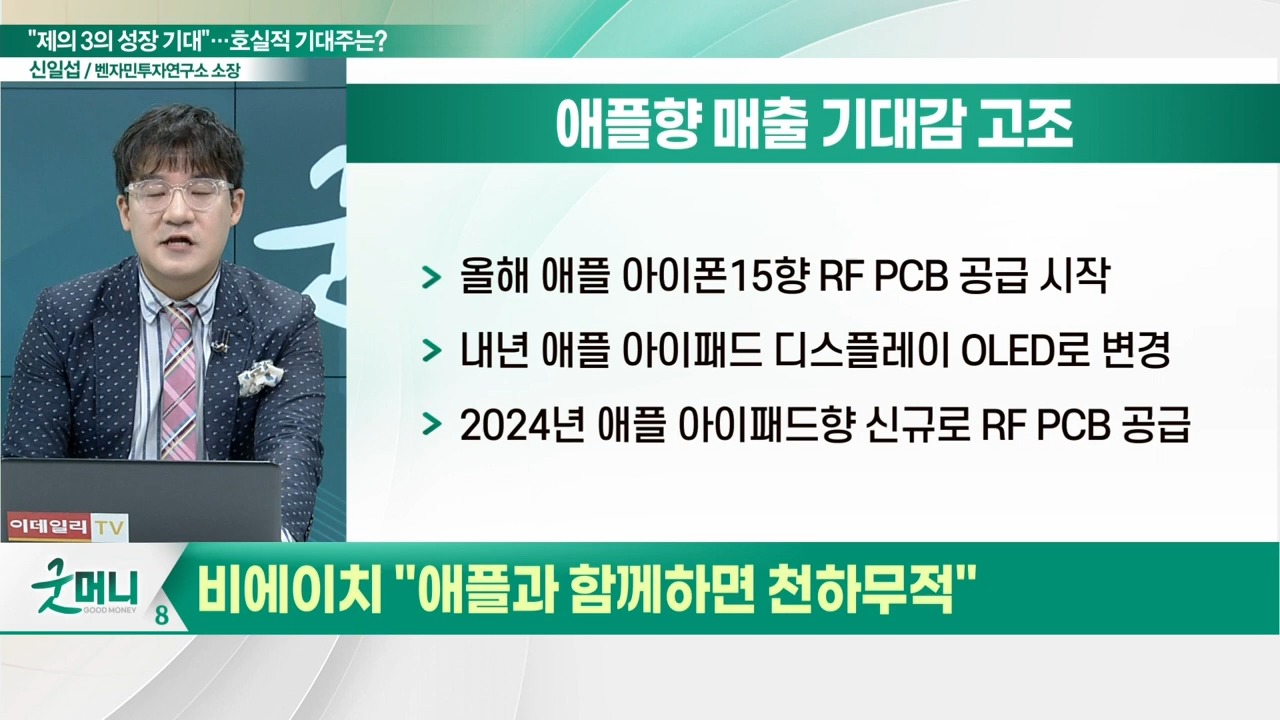 "제의 3의 성장 기대"…호실적 기대주는?
신일섭 / 벤자민투자연구소 소장
애플향 매출 기대감 고조
올해 애플 아이폰15향 RF PCB 공급 시작
내년 애플 아이패드 디스플레이 OLED로 변경
2024년 애플 아이패드향 신규로 RF PCB 공급
이데일리 TV
굿머니
GOOD MONEY
8
비에이치 "애플과 함께하면 천하무적"